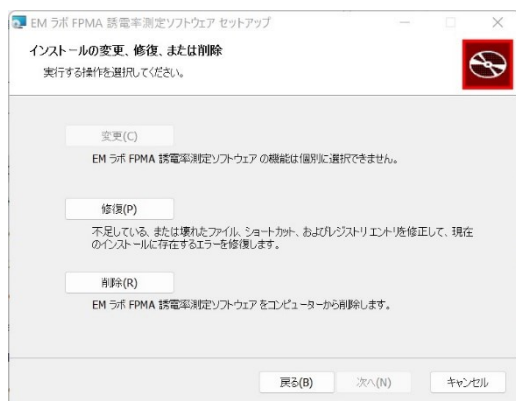 EM ラボ FPMA 誘電率測定ソフトウェア セットアップ
インストールの変更、修復、または削除
実行する操作を選択してください。
変更(C)
EM ラボ FPMA 誘電率測定ソフトウェア の機能は個別に選択できません。
修復(P)
不足している、または壊れたファイル、ショートカット、およびレジストリ エントリを修正して、現在
のインストールに存在するエラーを修復します。
削除(R)
EM ラボ FPMA 誘電率測定ソフトウェア をコンピューターから削除します。
戻る(B) 次へ(N) キャンセル